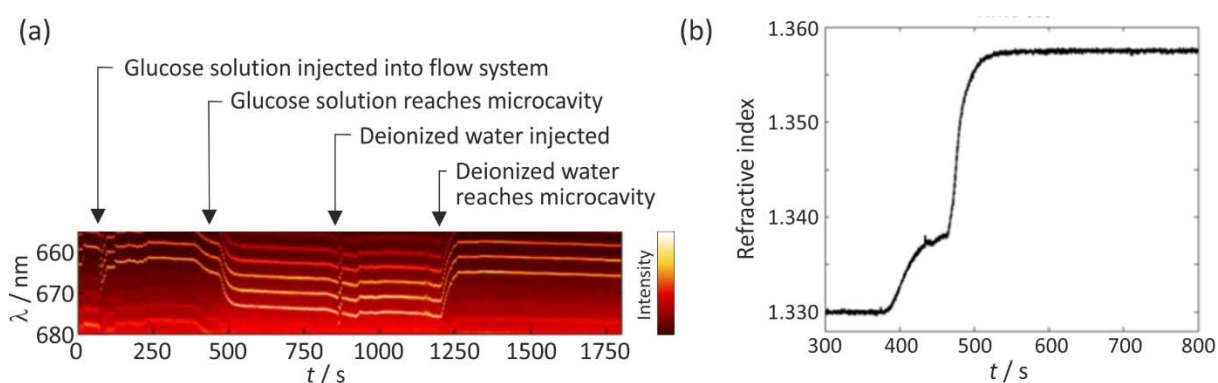 (a)
Glucose solution injected into flow system
Glucose solution reaches microcavity
Deionized water injected
Deionized water
reaches microcavity
λ / nm
660
670
680
0 250 500 750 1000 1250 1500 1750
t / s
Intensity
(b)
Refractive index
1.360
1.350
1.340
1.330
300 400 500 600 700 800
t / s